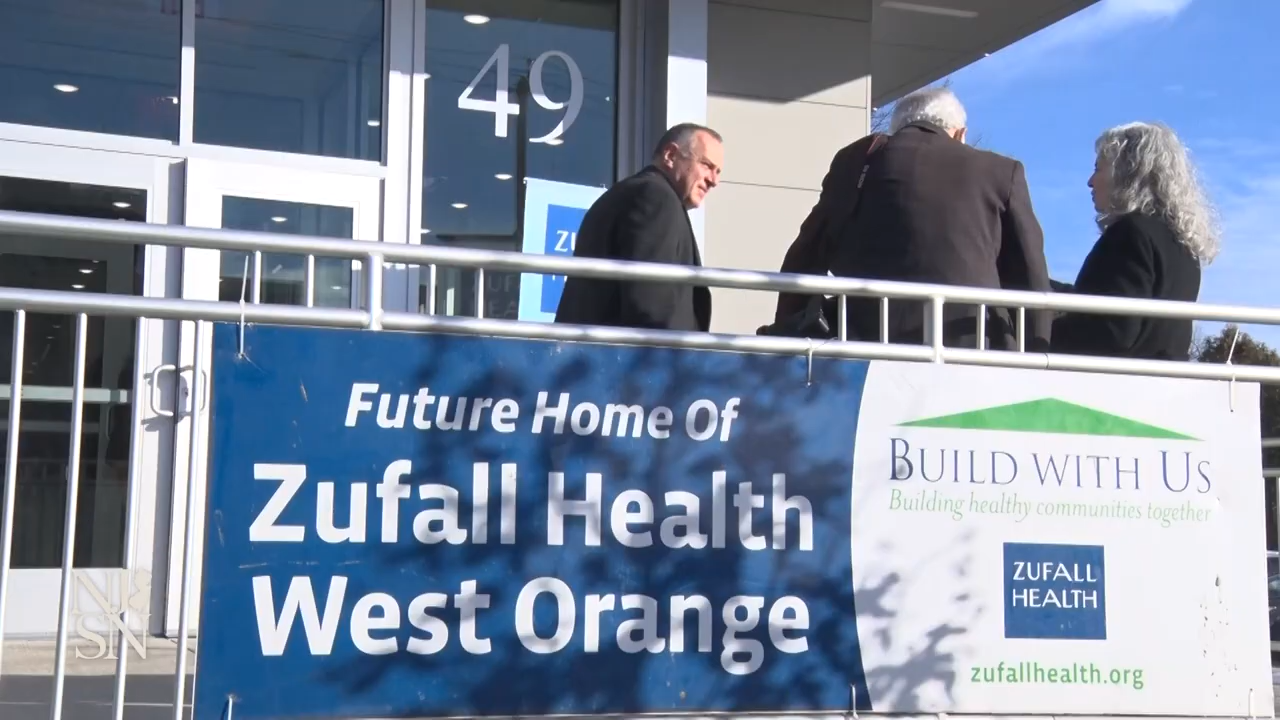 49
ZU
Future Home Of
Zufall Health
West Orange
BUILD WITH US
Building healthy communities together
ZUFALL
HEALTH
zufallhealth.org